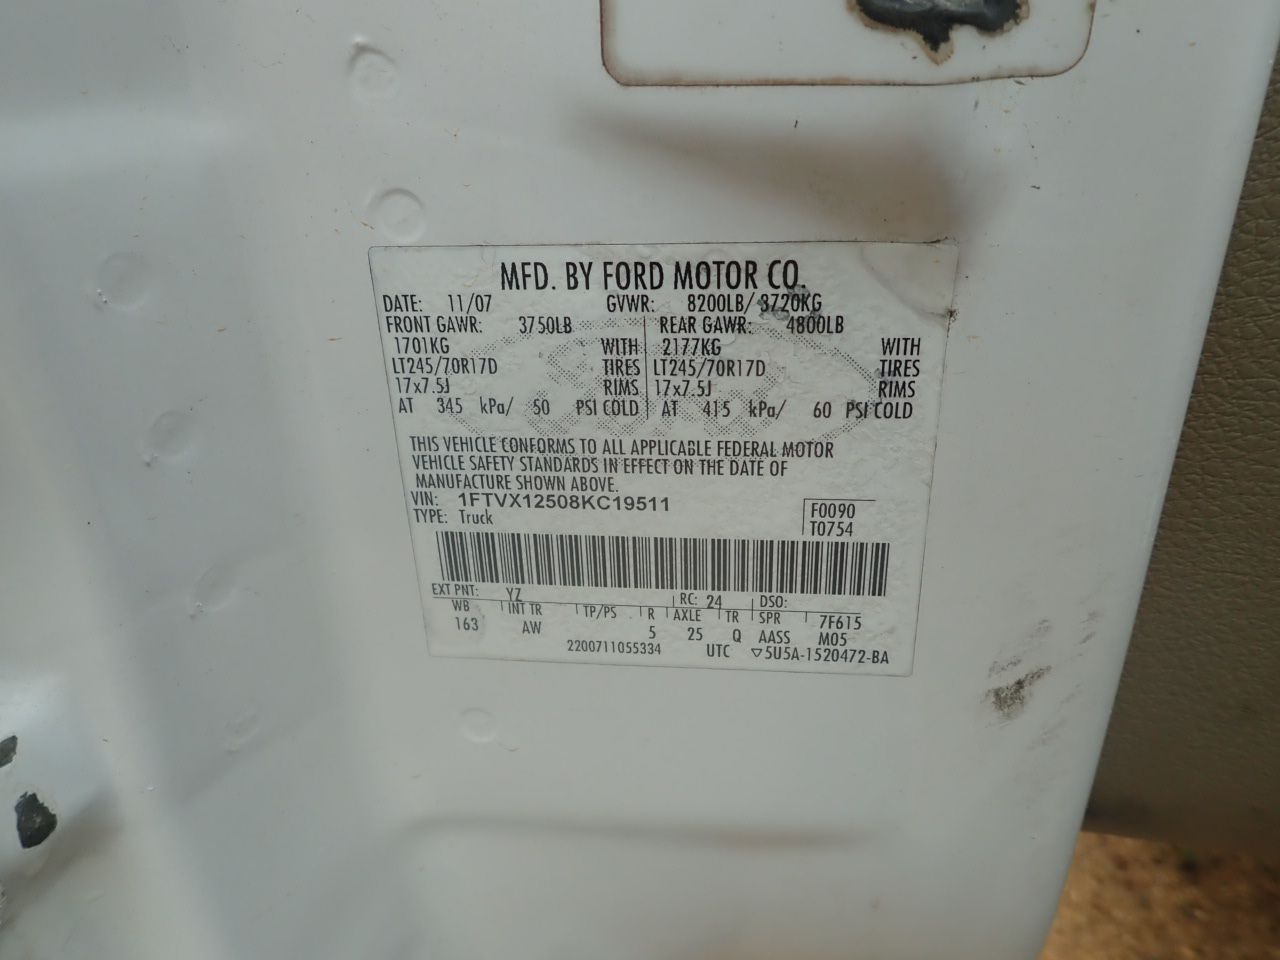 MFD. BY FORD MOTOR CO.
DATE: 11/07 GVWR: 8200LB/ 3720KG
FRONT GAWR: 3750LB REAR GAWR: 4800LB
1701KG WITH 2177KG WITH
LT245/70R17D TIRES LT245/70R17D TIRES
17x7.5J RIMS 17x7.5J RIMS
AT 345 kPa/ 50 PSI COLD AT 415 kPa/ 60 PSI COLD
THIS VEHICLE CONFORMS TO ALL APPLICABLE FEDERAL MOTOR
VEHICLE SAFETY STANDARDS IN EFFECT ON THE DATE OF
MANUFACTURE SHOWN ABOVE.
VIN: 1FTVX12508KC19511 F0090
TYPE: Truck T0754
EXT PNT: YZ RC: 24 DSO:
WB INT TR TP/PS R AXLE TR SPR 7F615
163 AW 5 25 Q AASS M05
2200711055334 UTC ▽5U5A-1520472-BA